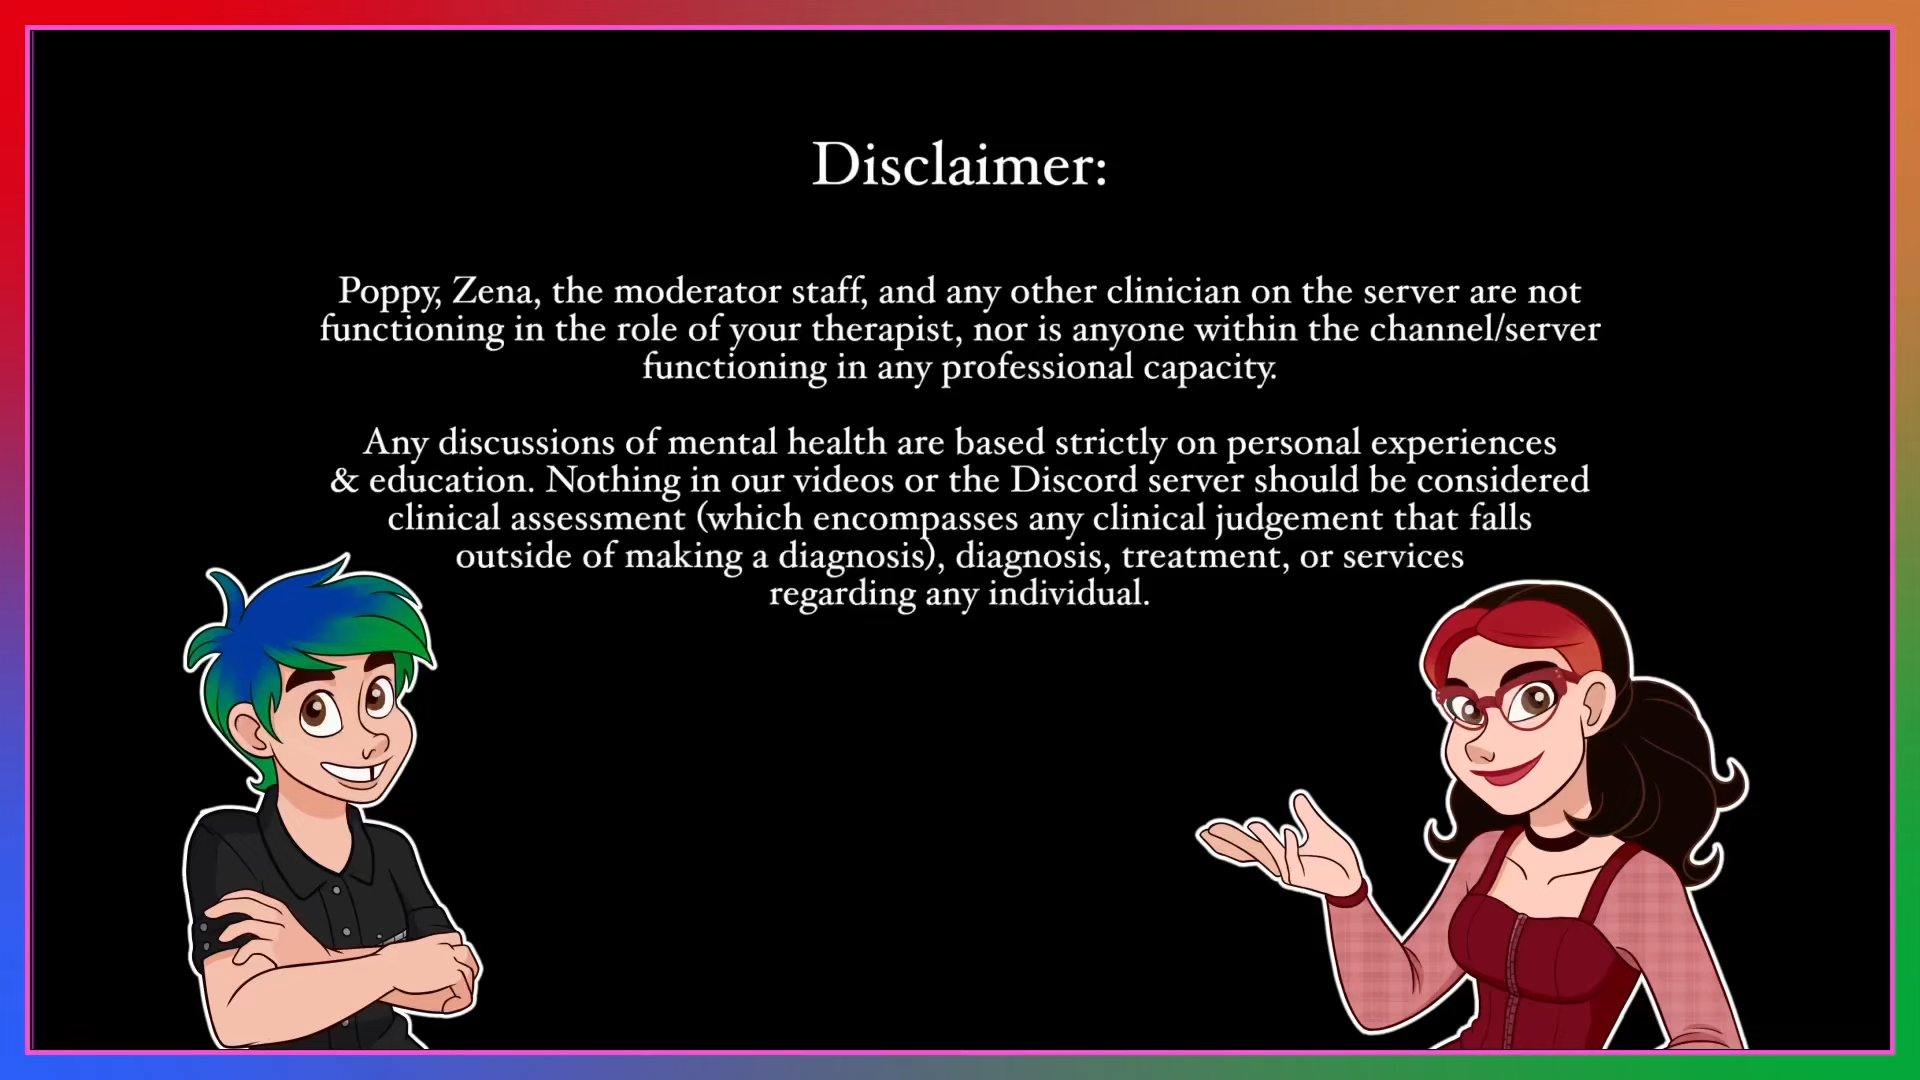 Disclaimer:
Poppy, Zena, the moderator staff, and any other clinician on the server are not
functioning in the role of your therapist, nor is anyone within the channel/server
functioning in any professional capacity.
Any discussions of mental health are based strictly on personal experiences
& education. Nothing in our videos or the Discord server should be considered
clinical assessment (which encompasses any clinical judgement that falls
outside of making a diagnosis), diagnosis, treatment, or services
regarding any individual.